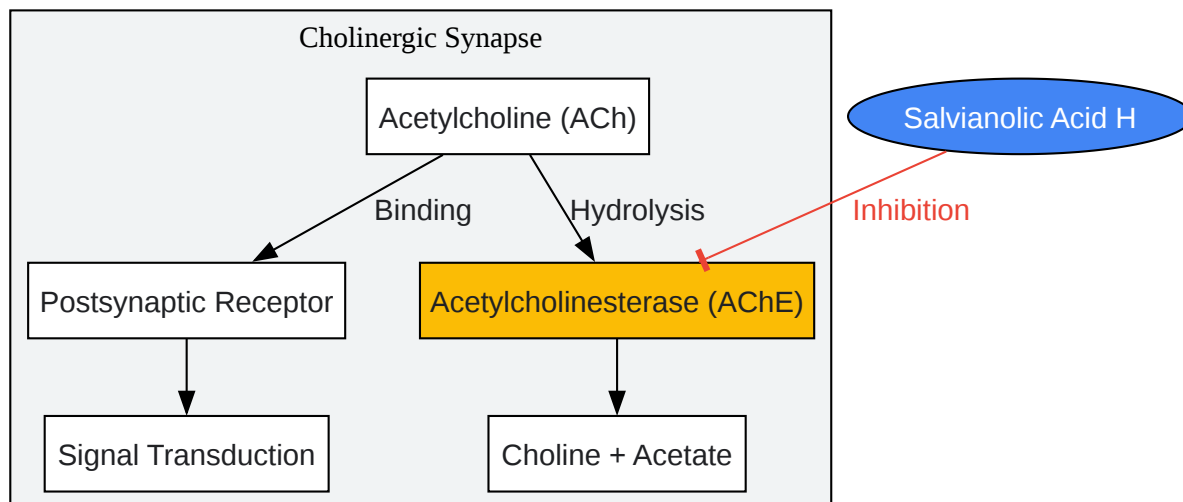 Cholinergic Synapse
Acetylcholine (ACh)
Salvianolic Acid H
Binding
Hydrolysis
Inhibition
Postsynaptic Receptor
Acetylcholinesterase (AChE)
Signal Transduction
Choline + Acetate